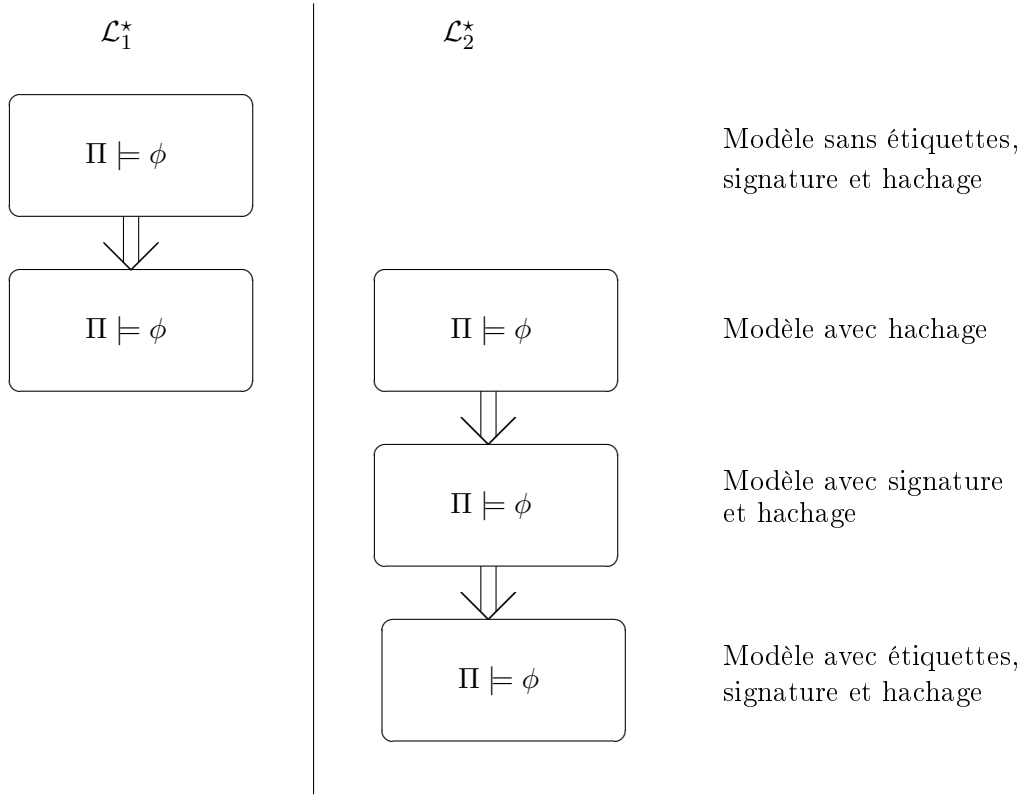 ℒ₁⋆
ℒ₂⋆
Π ⊨ ϕ
Modèle sans étiquettes,
signature et hachage
Π ⊨ ϕ
Π ⊨ ϕ
Modèle avec hachage
Π ⊨ ϕ
Modèle avec signature
et hachage
Π ⊨ ϕ
Modèle avec étiquettes,
signature et hachage